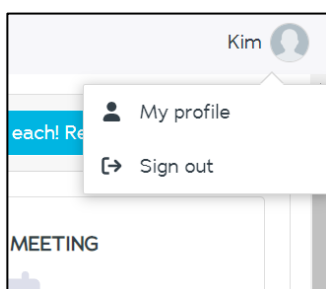 Kim
My profile
each! Re
Sign out
MEETING